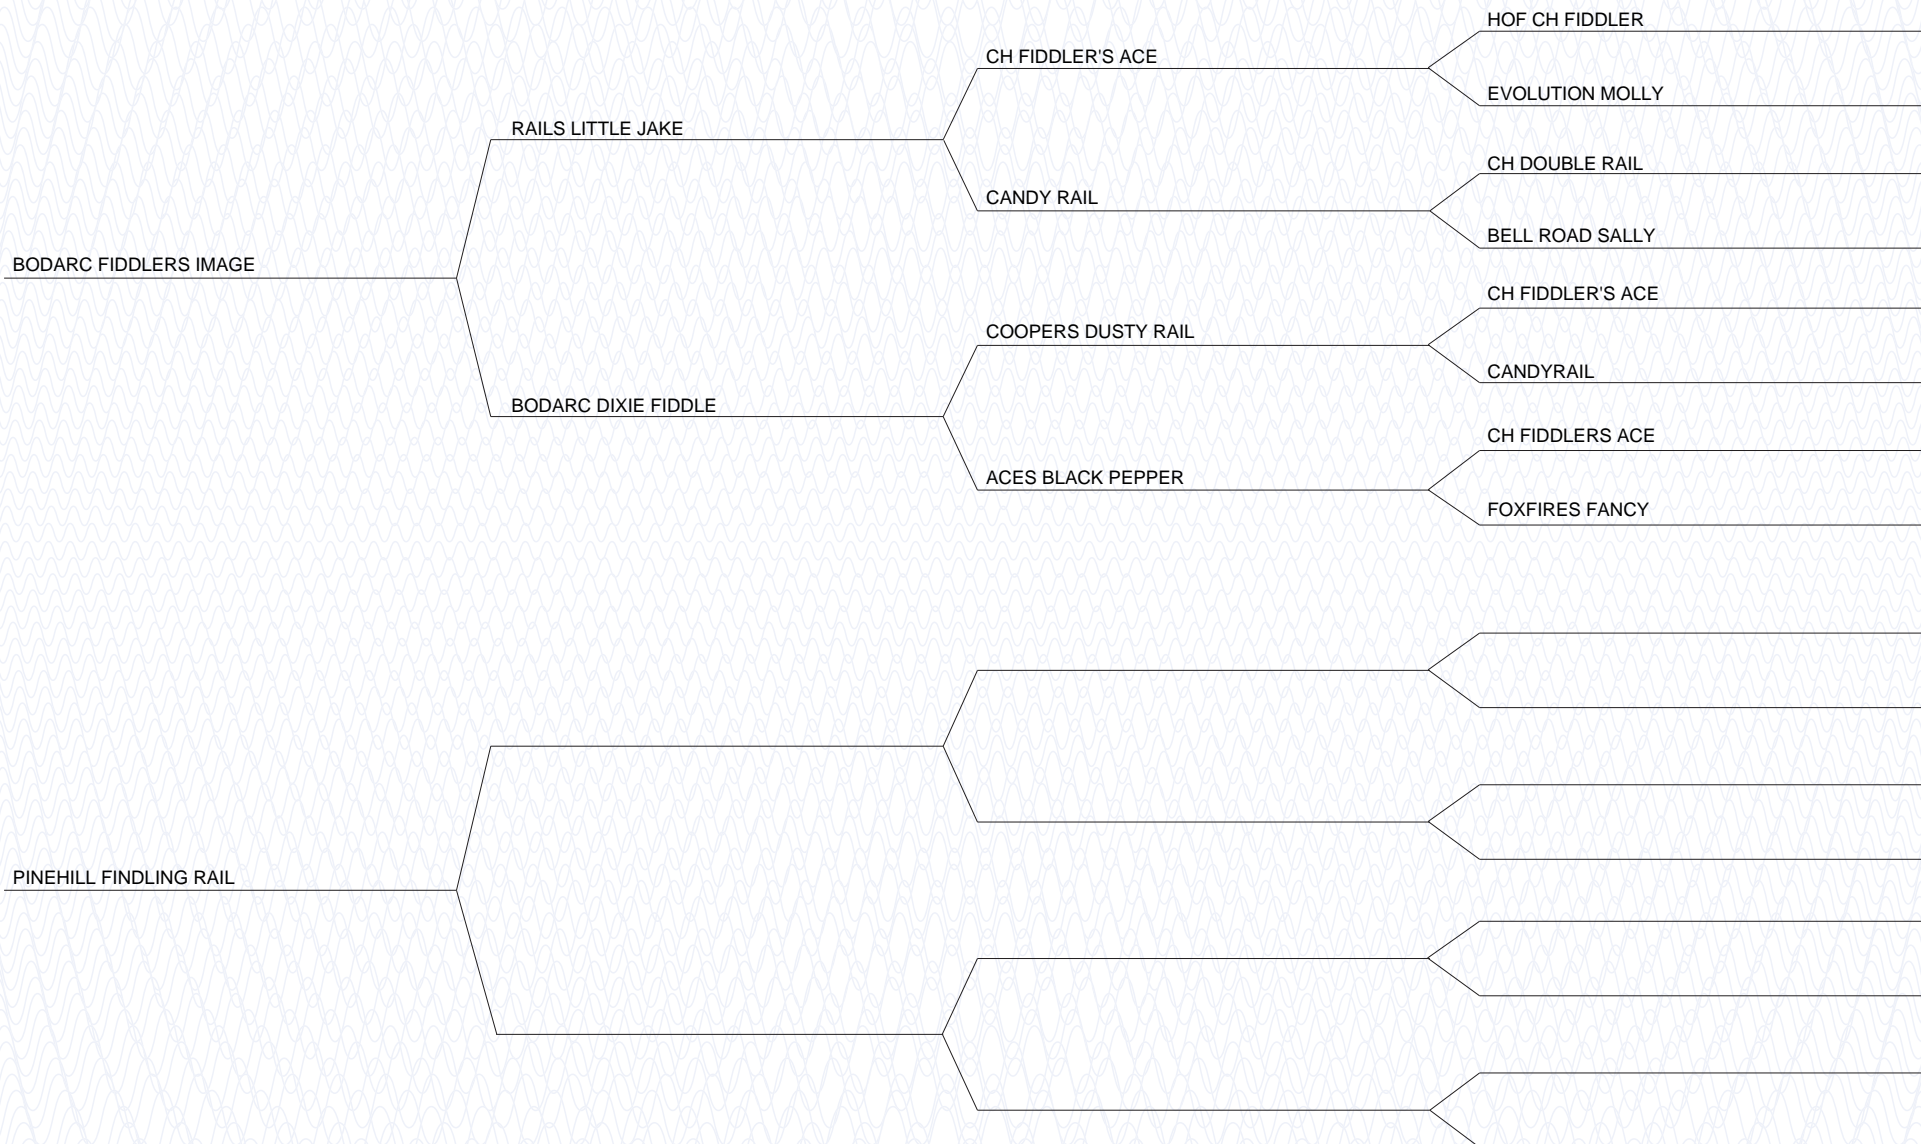 HOF CH FIDDLER
CH FIDDLER'S ACE
EVOLUTION MOLLY
RAILS LITTLE JAKE
CH DOUBLE RAIL
CANDY RAIL
BELL ROAD SALLY
BODARC FIDDLERS IMAGE
CH FIDDLER'S ACE
COOPERS DUSTY RAIL
CANDYRAIL
BODARC DIXIE FIDDLE
CH FIDDLERS ACE
ACES BLACK PEPPER
FOXFIRES FANCY
PINEHILL FINDLING RAIL